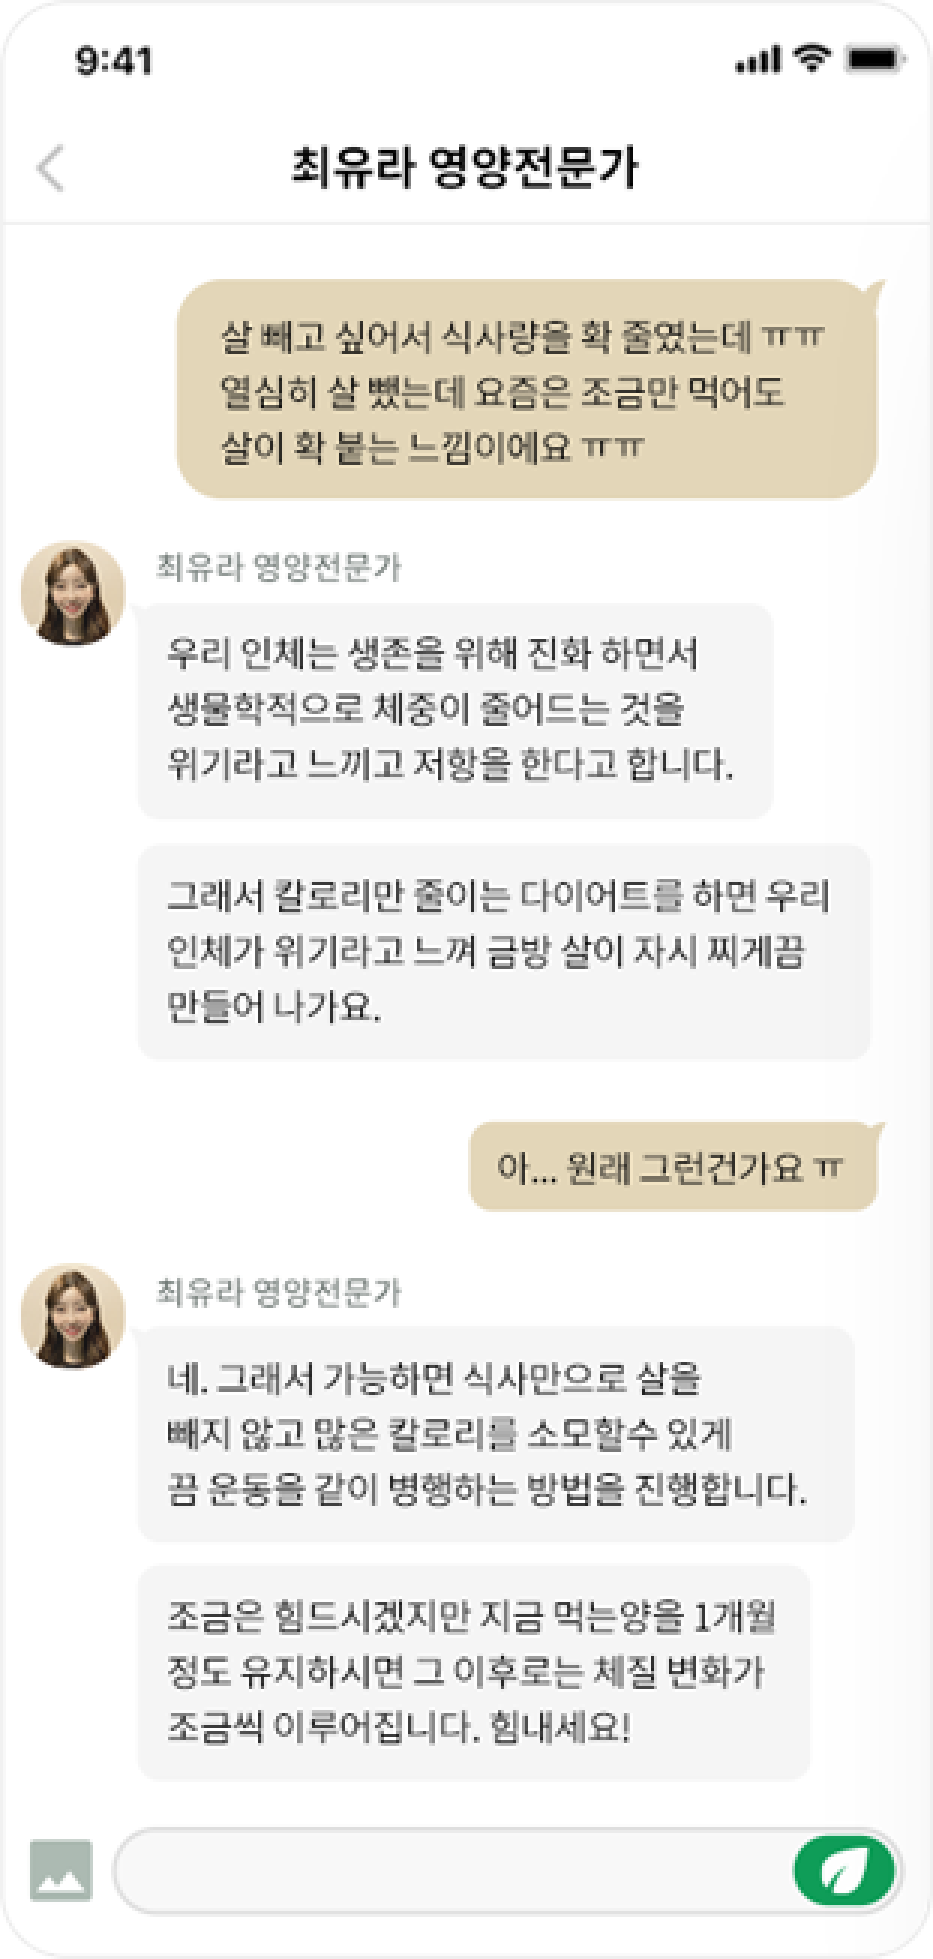 9:41
최유라 영양전문가
살 빼고 싶어서 식사량을 확 줄였는데 ㅠㅠ
열심히 살 뺐는데 요즘은 조금만 먹어도
살이 확 붙는 느낌이에요 ㅠㅠ
최유라 영양전문가
우리 인체는 생존을 위해 진화 하면서
생물학적으로 체중이 줄어드는 것을
위기라고 느끼고 저항을 한다고 합니다.
그래서 칼로리만 줄이는 다이어트를 하면 우리
인체가 위기라고 느껴 금방 살이 자시 찌게끔
만들어 나가요.
아... 원래 그런건가요 ㅠ
최유라 영양전문가
네. 그래서 가능하면 식사만으로 살을
빼지 않고 많은 칼로리를 소모할수 있게
끔 운동을 같이 병행하는 방법을 진행합니다.
조금은 힘드시겠지만 지금 먹는양을 1개월
정도 유지하시면 그 이후로는 체질 변화가
조금씩 이루어집니다. 힘내세요!